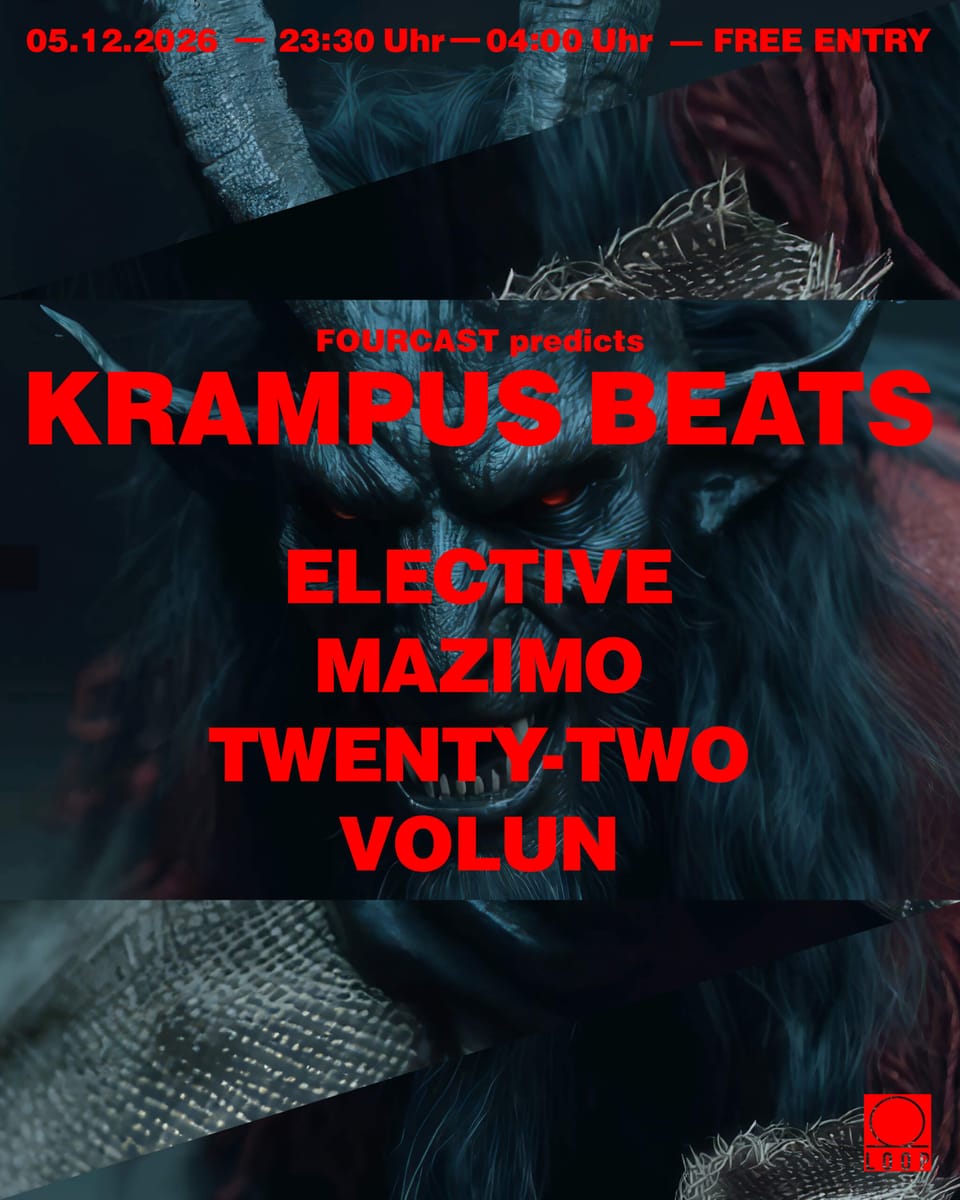 05.12.2026 — 23:30 Uhr—04:00 Uhr — FREE ENTRY
FOURCAST predicts
KRAMPUS BEATS
ELECTIVE
MAZIMO
TWENTY-TWO
VOLUN
LOOP